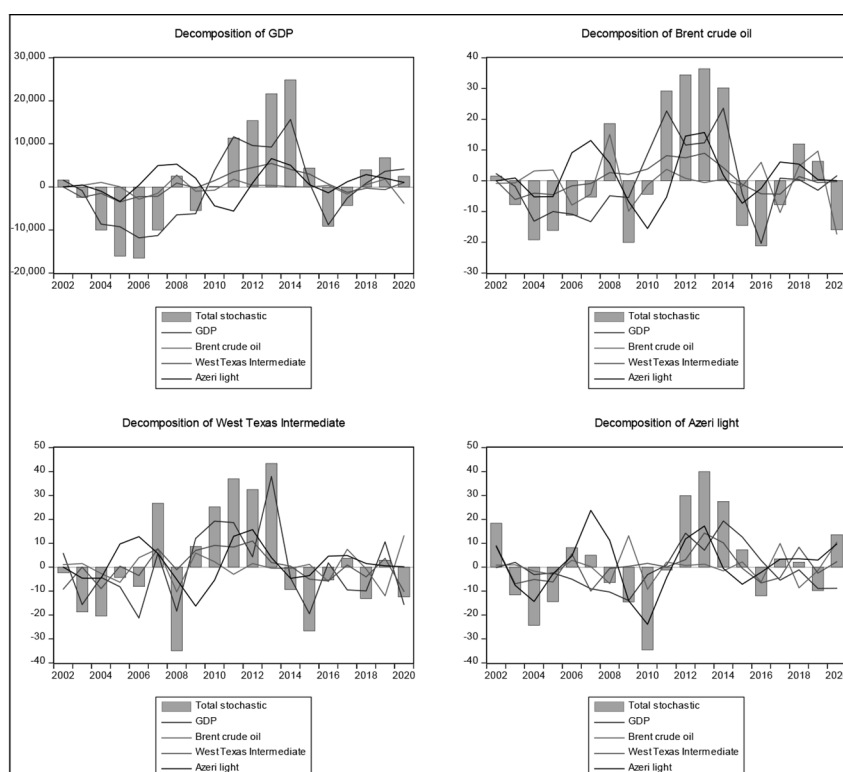 Decomposition of GDP
30,000
20,000
10,000
0
-10,000
-20,000
2002 2004 2006 2008 2010 2012 2014 2016 2018 2020
Total stochastic
GDP
Brent crude oil
West Texas Intermediate
Azeri light
Decomposition of Brent crude oil
40
30
20
10
0
-10
-20
-30
2002 2004 2006 2008 2010 2012 2014 2016 2018 2020
Total stochastic
GDP
Brent crude oil
West Texas Intermediate
Azeri light
Decomposition of West Texas Intermediate
50
40
30
20
10
0
-10
-20
-30
-40
2002 2004 2006 2008 2010 2012 2014 2016 2018 2020
Total stochastic
GDP
Brent crude oil
West Texas Intermediate
Azeri light
Decomposition of Azeri light
50
40
30
20
10
0
-10
-20
-30
-40
2002 2004 2006 2008 2010 2012 2014 2016 2018 2020
Total stochastic
GDP
Brent crude oil
West Texas Intermediate
Azeri light